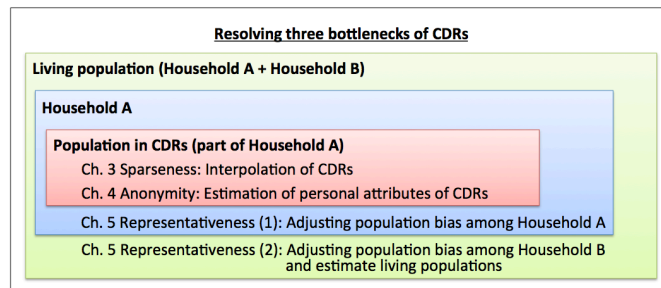 Resolving three bottlenecks of CDRs
Living population (Household A + Household B)
Household A
Population in CDRs (part of Household A)
Ch. 3 Sparseness: Interpolation of CDRs
Ch. 4 Anonymity: Estimation of personal attributes of CDRs
Ch. 5 Representativeness (1): Adjusting population bias among Household A
Ch. 5 Representativeness (2): Adjusting population bias among Household B
and estimate living populations